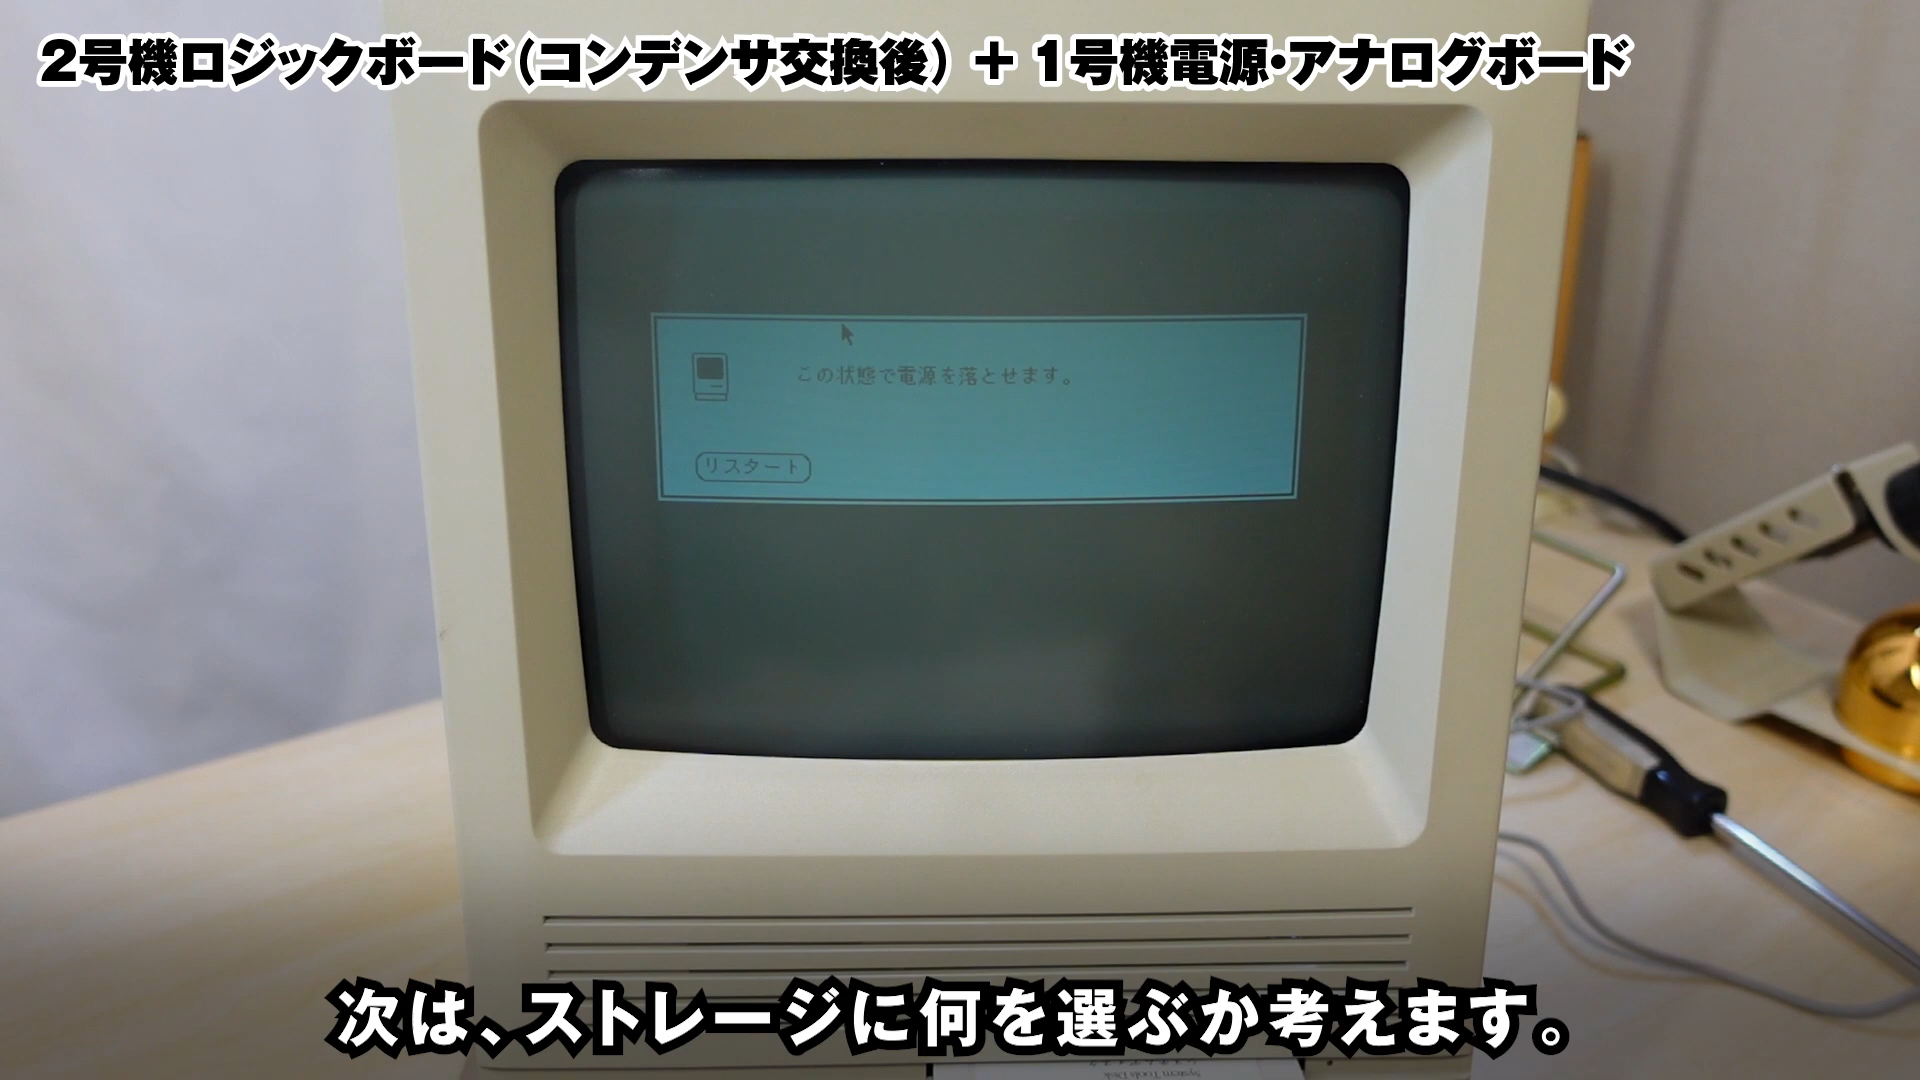 2号機ロジックボード（コンデンサ交換後）＋1号機電源・アナログボード
この状態で電源を落とせます。
リスタート
次は、ストレージに何を選ぶか考えます。
System Tools Disk